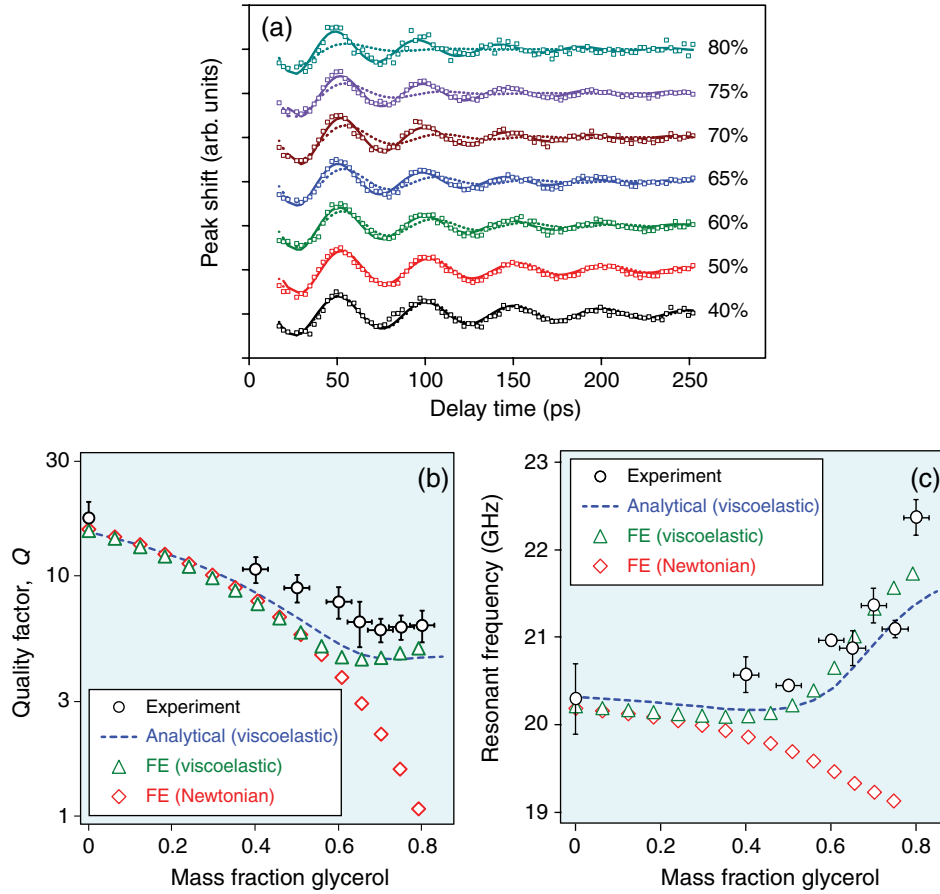 (a)
Peak shift (arb. units)
80%
75%
70%
65%
60%
50%
40%
0 50 100 150 200 250
Delay time (ps)
(b)
Quality factor, Q
30
10
3
1
Experiment
Analytical (viscoelastic)
FE (viscoelastic)
FE (Newtonian)
0 0.2 0.4 0.6 0.8
Mass fraction glycerol
(c)
Resonant frequency (GHz)
23
22
21
20
19
Experiment
Analytical (viscoelastic)
FE (viscoelastic)
FE (Newtonian)
0 0.2 0.4 0.6 0.8
Mass fraction glycerol